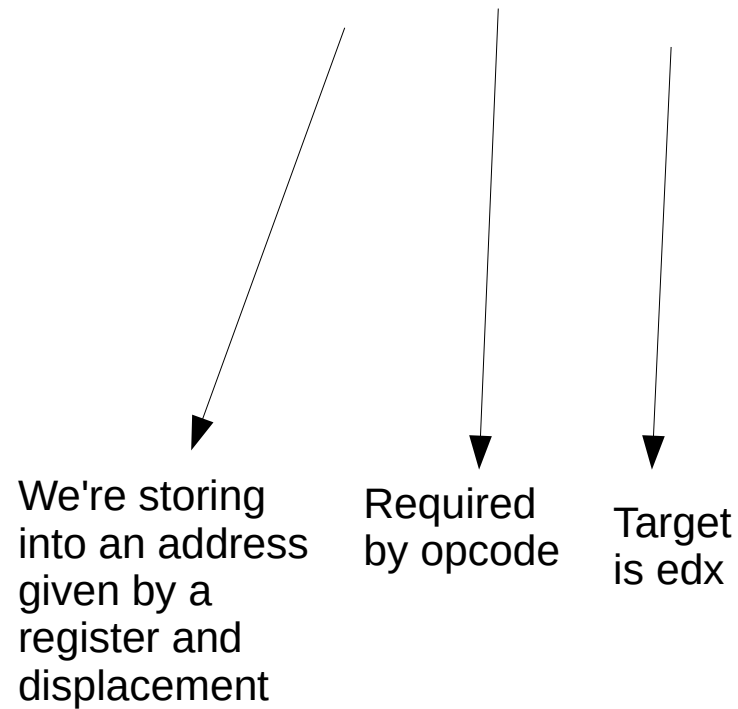 We're storing
into an address
given by a
register and
displacement
Required
by opcode
Target
is edx